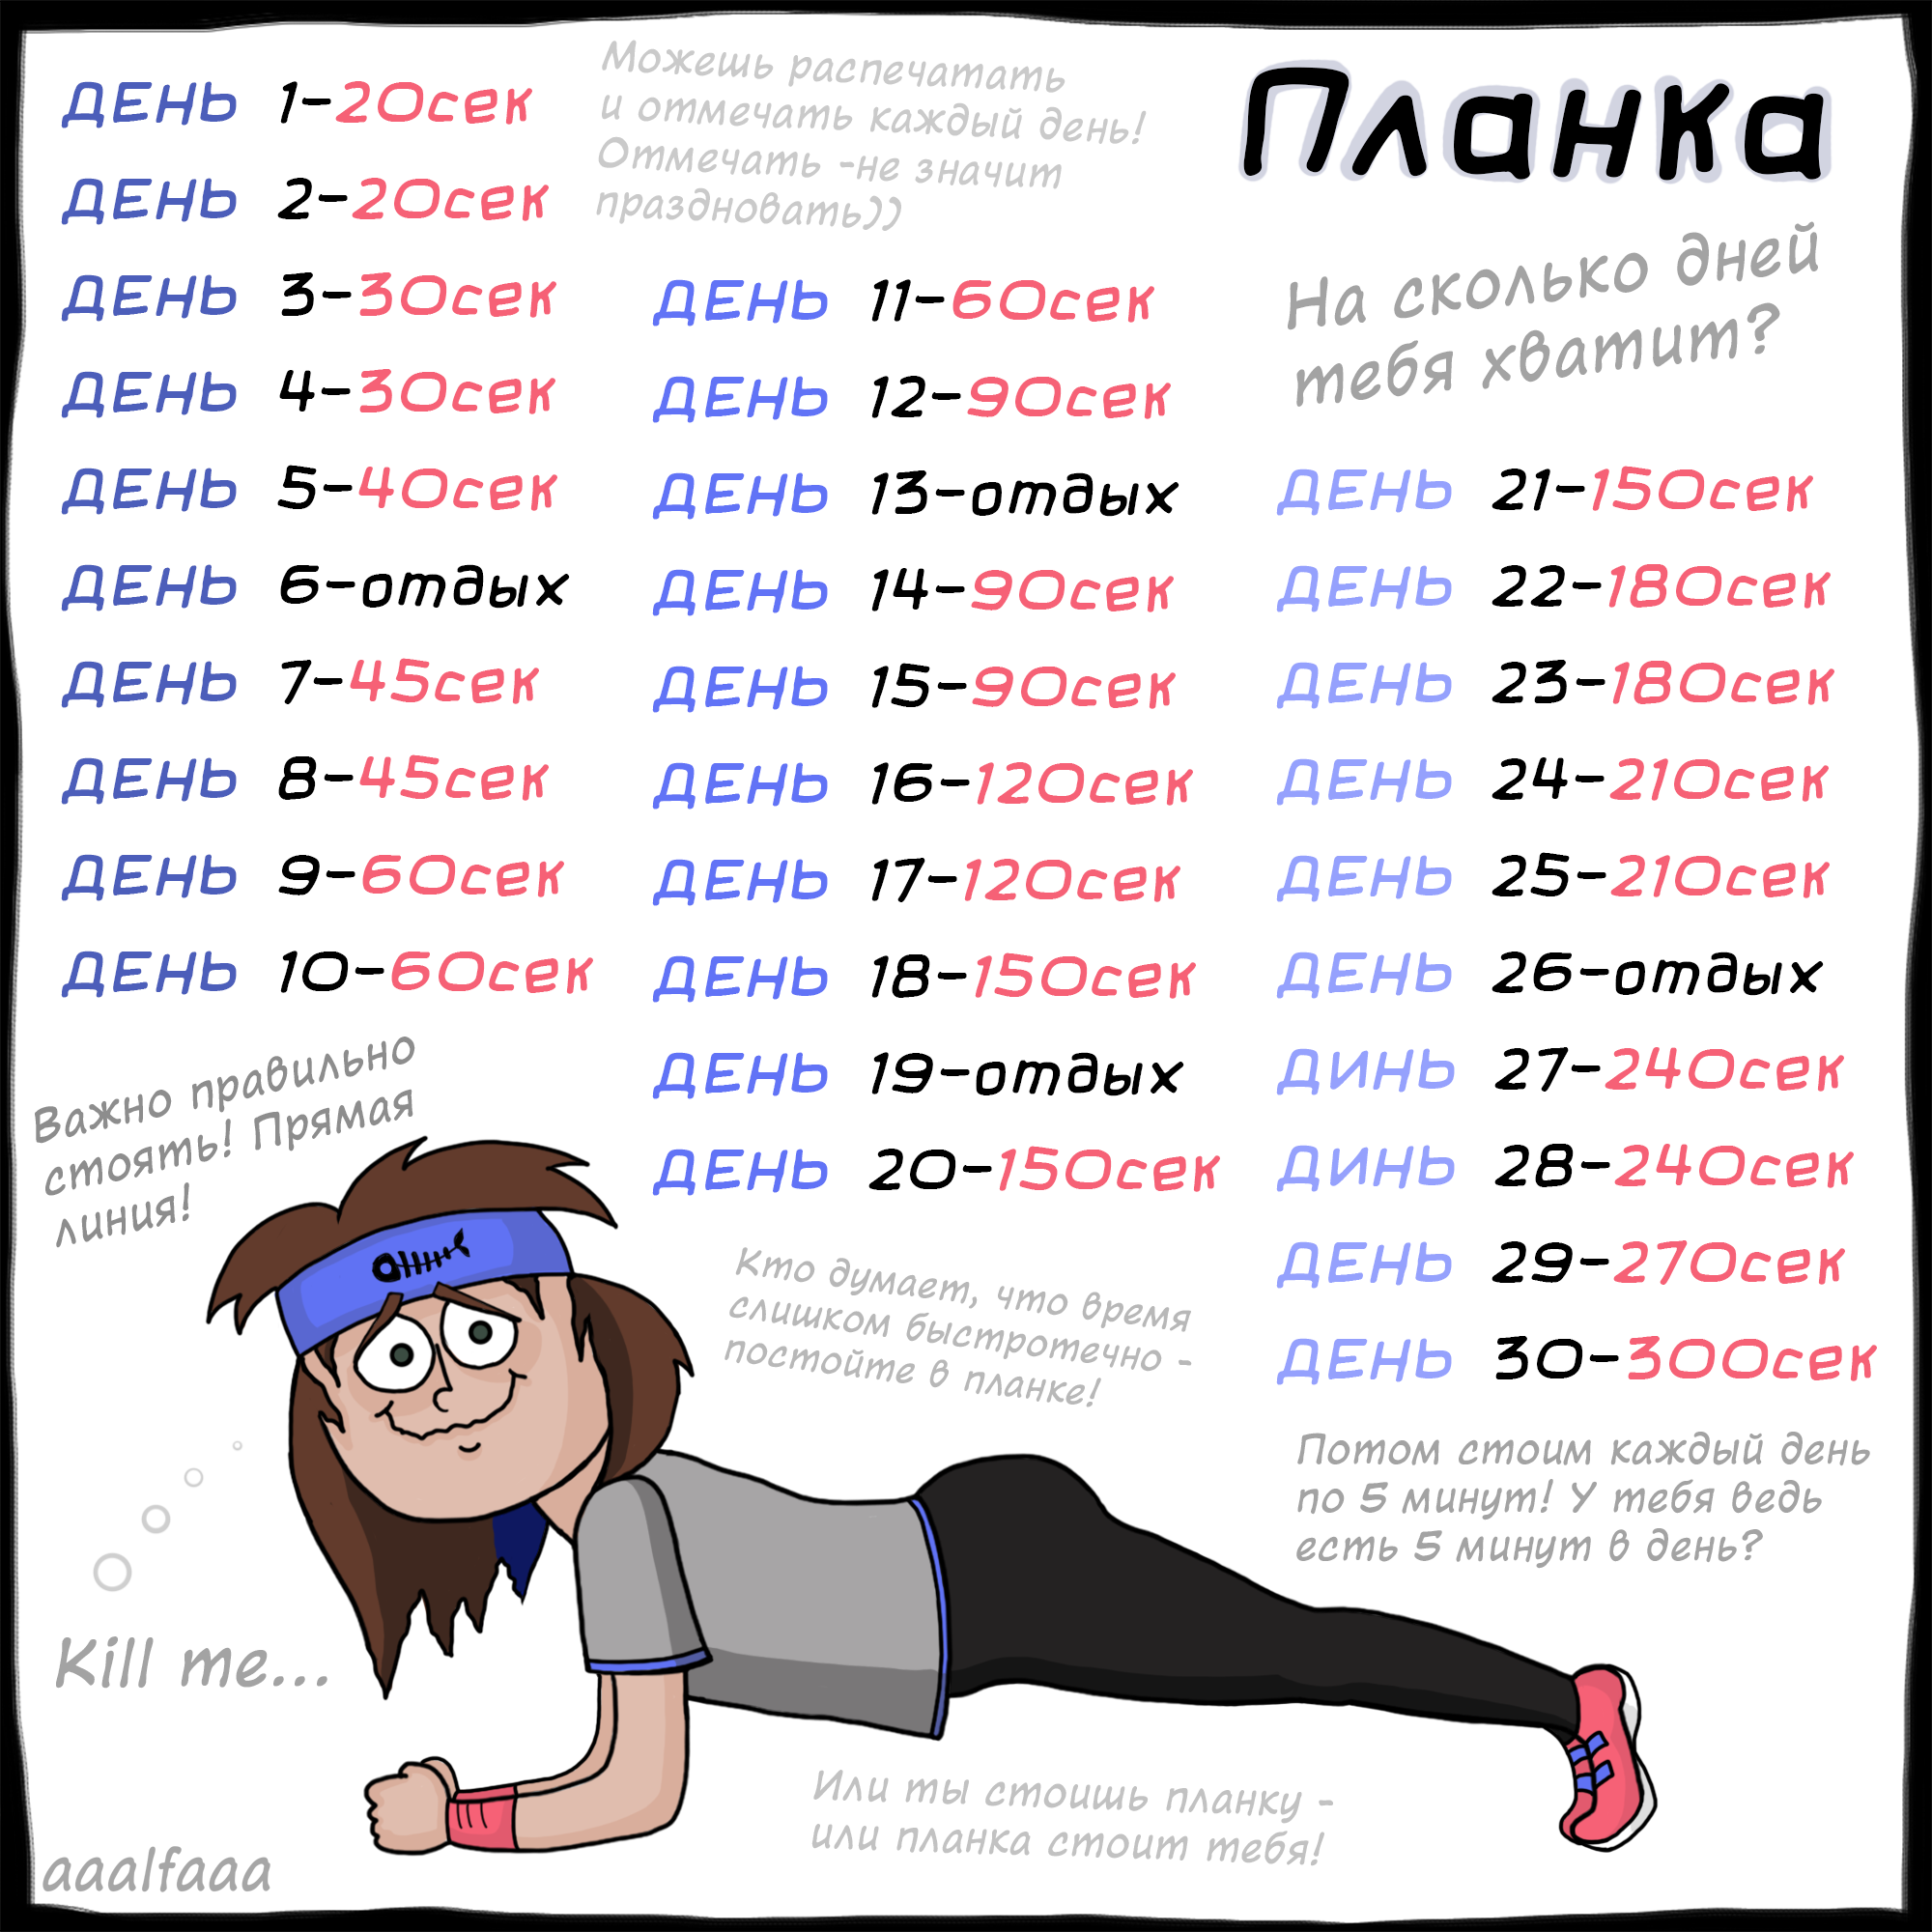 Планка
Можешь распечатать
и отмечать каждый день!
Отмечать -не значит
праздновать))
На сколько дней
тебя хватит?
ДЕНЬ 1-20сек
ДЕНЬ 2-20сек
ДЕНЬ 3-30сек
ДЕНЬ 4-30сек
ДЕНЬ 5-40сек
ДЕНЬ 6-отдых
ДЕНЬ 7-45сек
ДЕНЬ 8-45сек
ДЕНЬ 9-60сек
ДЕНЬ 10-60сек
ДЕНЬ 11-60сек
ДЕНЬ 12-90сек
ДЕНЬ 13-отдых
ДЕНЬ 14-90сек
ДЕНЬ 15-90сек
ДЕНЬ 16-120сек
ДЕНЬ 17-120сек
ДЕНЬ 18-150сек
ДЕНЬ 19-отдых
ДЕНЬ 20-150сек
ДЕНЬ 21-150сек
ДЕНЬ 22-180сек
ДЕНЬ 23-180сек
ДЕНЬ 24-210сек
ДЕНЬ 25-210сек
ДЕНЬ 26-отдых
ДИНЬ 27-240сек
ДИНЬ 28-240сек
ДЕНЬ 29-270сек
ДЕНЬ 30-300сек
Важно правильно
стоять! Прямая
линия!
Кто думает, что время
слишком быстротечно -
постойте в планке!
Потом стоим каждый день
по 5 минут! У тебя ведь
есть 5 минут в день?
Kill me...
Или ты стоишь планку -
или планка стоит тебя!
aaalfaaa